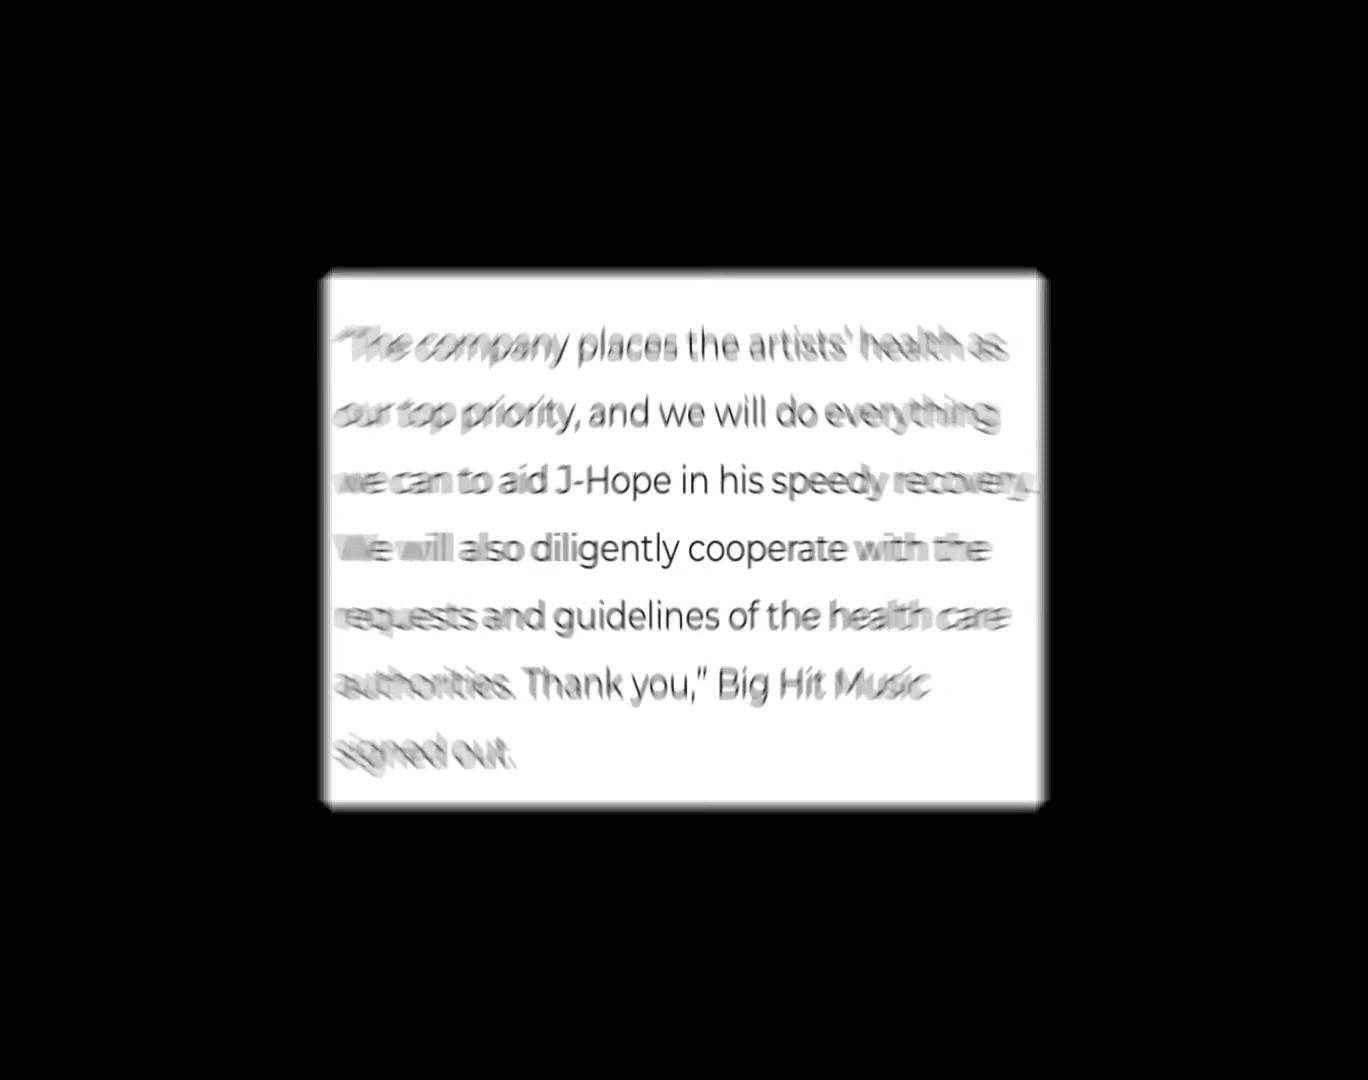 "The company places the artists' health as
our top priority, and we will do everything
we can to aid J-Hope in his speedy recovery.
We will also diligently cooperate with the
requests and guidelines of the health care
authorities. Thank you," Big Hit Music
signed out.